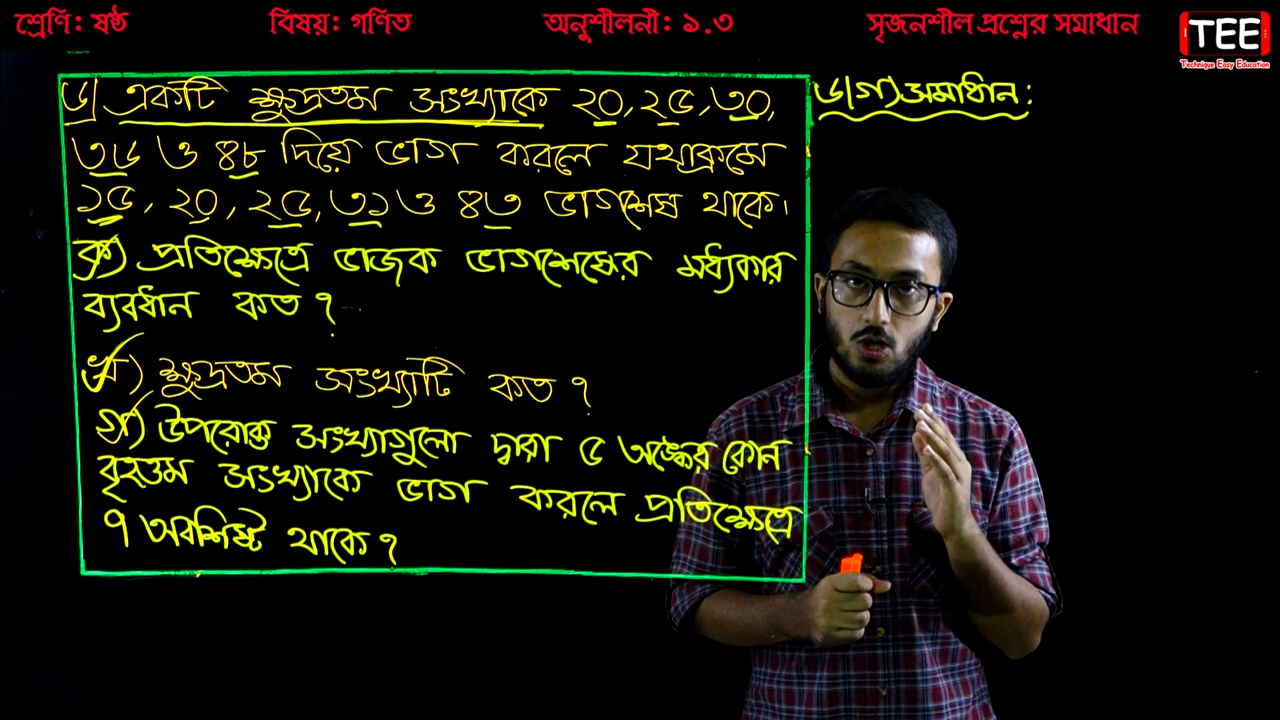 শ্রেণি: ষষ্ঠ
বিষয়: গণিত
অনুশীলনী: ১.৩
সৃজনশীল প্রশ্নের সমাধান
TEE
Technique Easy Education
৬। একটি ক্ষুদ্রতম সংখ্যাকে ২০, ২৫, ৩০,
৩৬ ও ৪৮ দিয়ে ভাগ করলে যথাক্রমে
১৫, ২০, ২৫, ৩১ ও ৪৩ ভাগশেষ থাকে।
ক) প্রতিক্ষেত্রে ভাজক ভাগশেষের মধ্যকার
ব্যবধান কত?
খ) ক্ষুদ্রতম সংখ্যাটি কত?
গ) উপরোক্ত সংখ্যাগুলো দ্বারা ৫ অঙ্কের কোন
বৃহত্তম সংখ্যাকে ভাগ করলে প্রতিক্ষেত্রে
৭ অবশিষ্ট থাকে?
৬।গ) সমাধান: